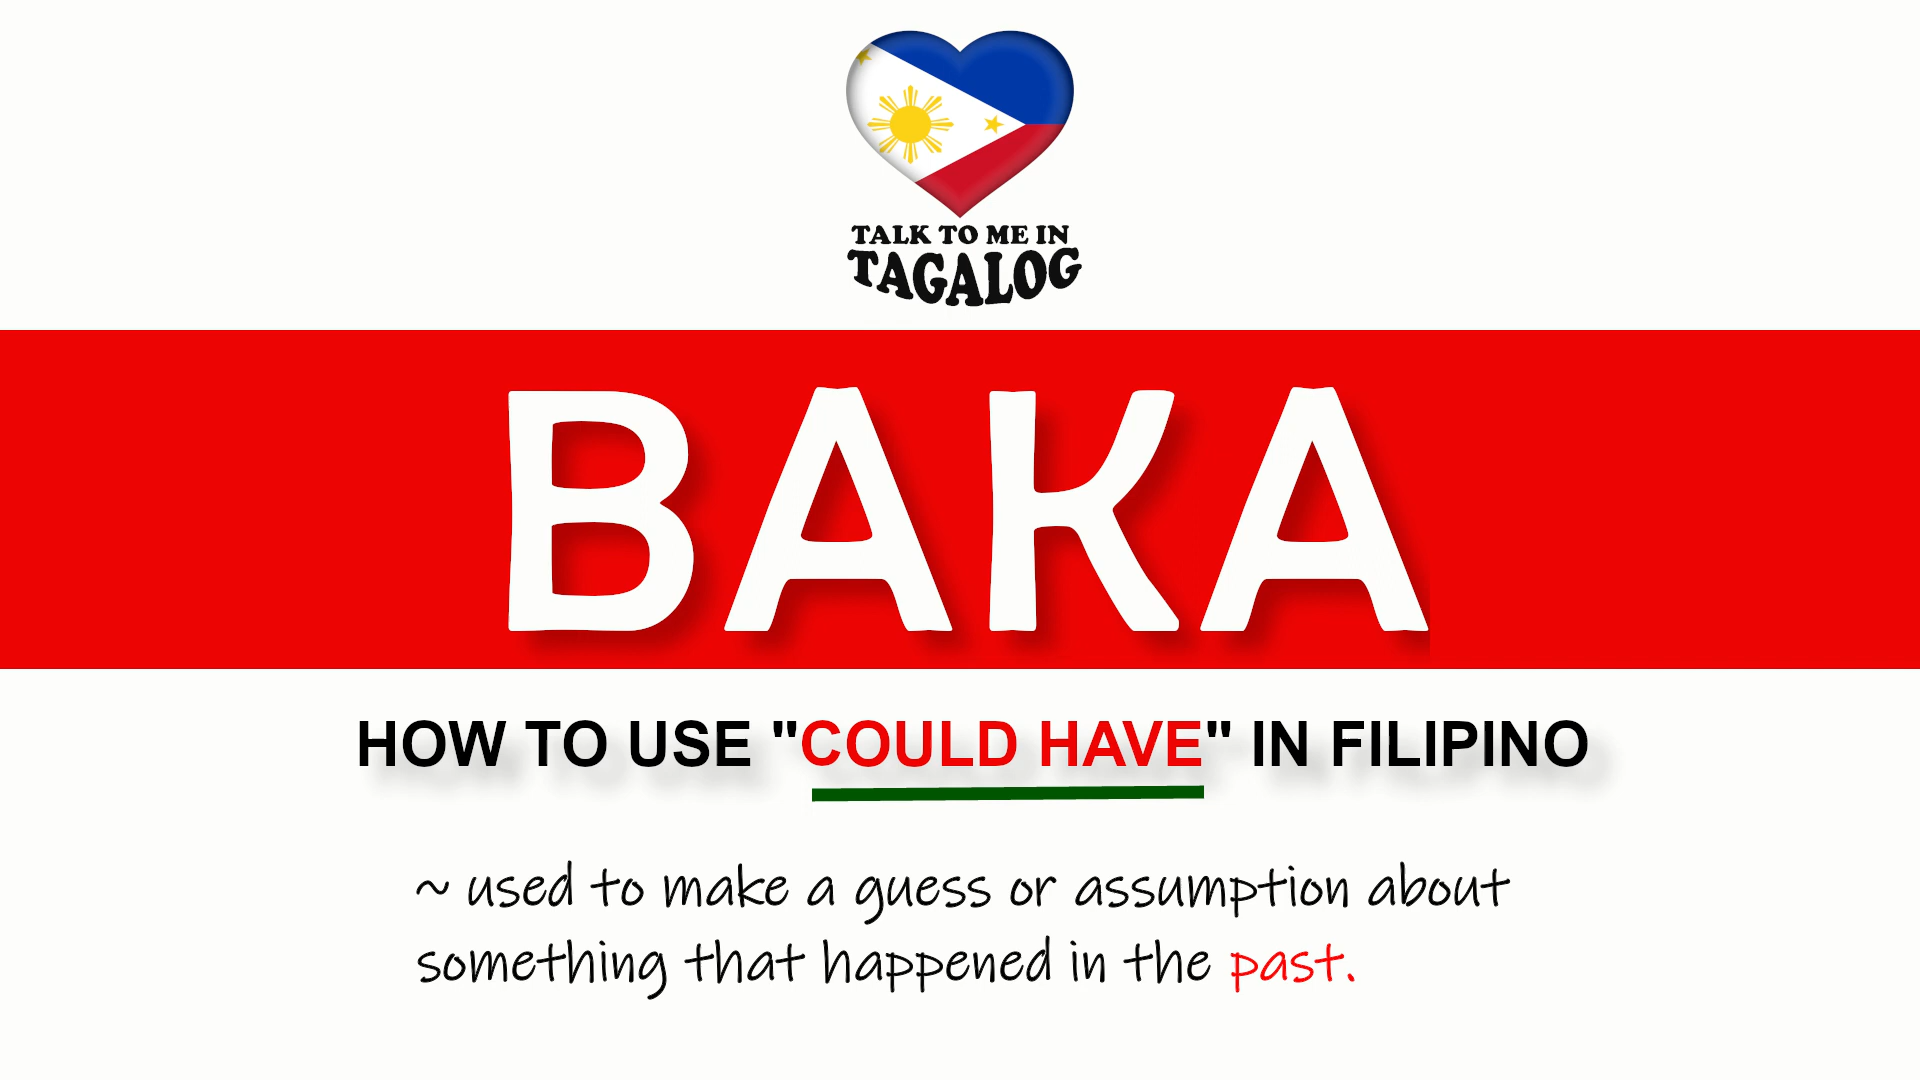 TALK TO ME IN
TAGALOG
BAKA
HOW TO USE "COULD HAVE" IN FILIPINO
~ used to make a guess or assumption about
something that happened in the past.